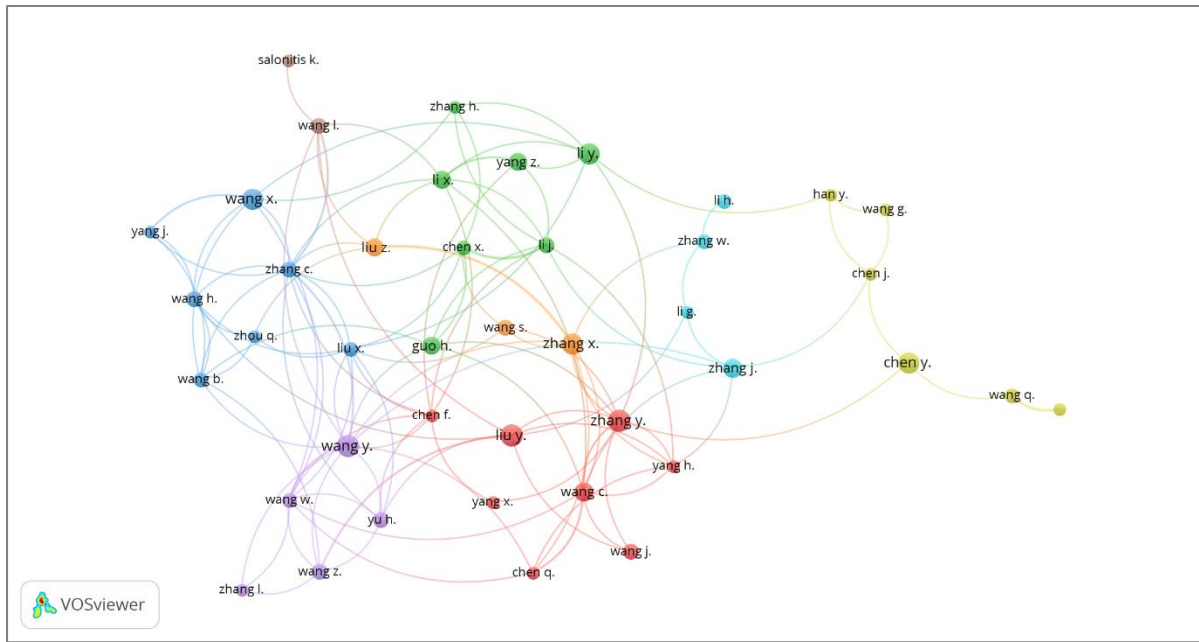 salonitis k.
zhang h.
wang l.
li y.
yang z.
li x.
wang x.
han y.
li h.
wang g.
yang j.
zhang w.
liu z.
chen x.
li j.
zhang c.
chen j.
wang h.
li g.
wang s.
zhou q.
zhang x.
guo h.
liu x.
chen y.
zhang j.
wang b.
wang q.
chen f.
zhang y.
liu y.
wang y.
yang h.
wang c.
wang w.
yang x.
yu h.
wang j.
wang z.
chen q.
zhang l.
VOSviewer